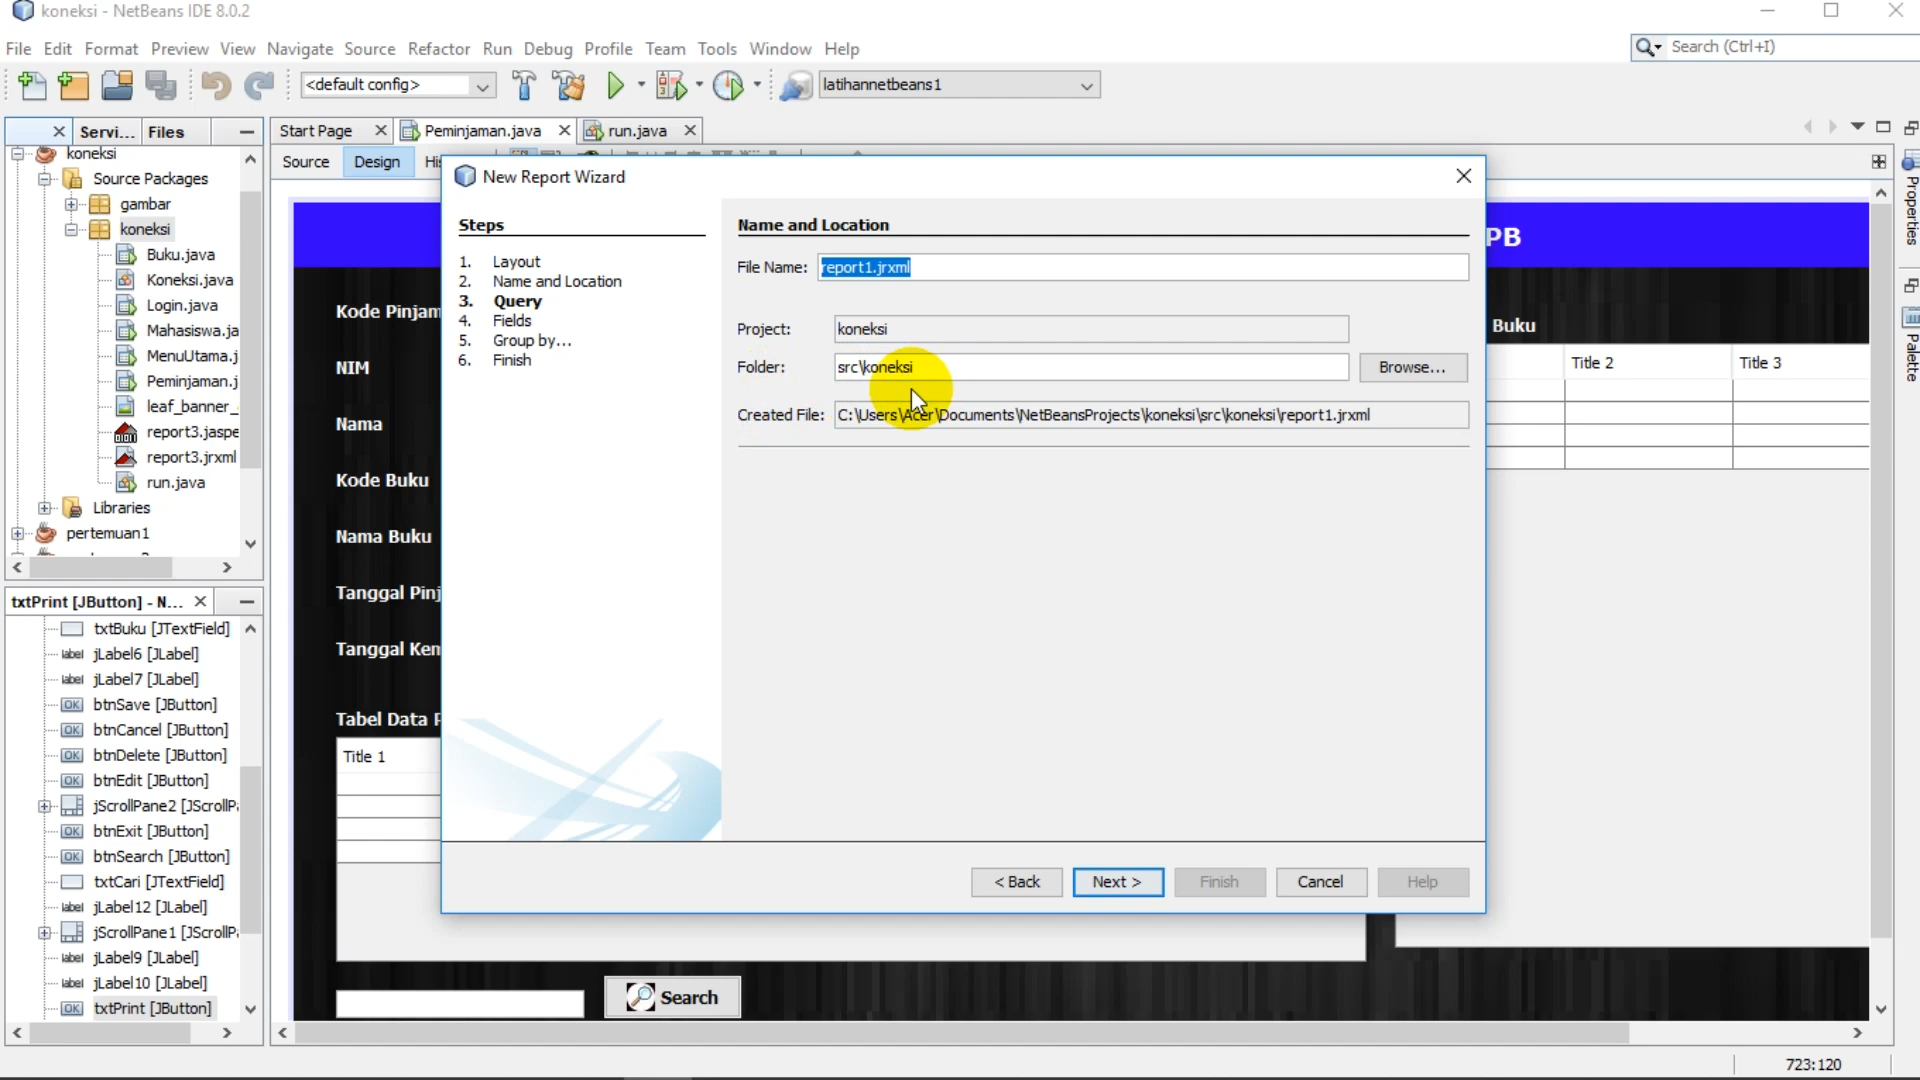 koneksi - NetBeans IDE 8.0.2
File Edit Format Preview View Navigate Source Refactor Run Debug Profile Team Tools Window Help
Search (Ctrl+I)
<default config>
latihannetbeans1
Servi...
Files
Start Page
Peminjaman.java
run.java
Source
Design
koneksi
Source Packages
gambar
koneksi
Buku.java
Koneksi.java
Login.java
Mahasiswa.ja
MenuUtama.j
Peminjaman.j
leaf_banner_
report3.jaspe
report3.jrxml
run.java
Libraries
pertemuan1
txtPrint [JButton] - N...
txtBuku [JTextField]
jLabel6 [JLabel]
jLabel7 [JLabel]
btnSave [JButton]
btnCancel [JButton]
btnDelete [JButton]
btnEdit [JButton]
jScrollPane2 [JScrollP
btnExit [JButton]
btnSearch [JButton]
txtCari [JTextField]
jLabel12 [JLabel]
jScrollPane1 [JScrollP
jLabel9 [JLabel]
jLabel10 [JLabel]
txtPrint [JButton]
Kode Pinjam
NIM
Nama
Kode Buku
Nama Buku
Tanggal Pinj
Tanggal Kem
Tabel Data P
Title 1
Search
New Report Wizard
Steps
1. Layout
2. Name and Location
3. Query
4. Fields
5. Group by...
6. Finish
Name and Location
File Name: report1.jrxml
Project: koneksi
Folder: src\koneksi
Browse...
Created File: C:\Users\Acer\Documents\NetBeansProjects\koneksi\src\koneksi\report1.jrxml
< Back
Next >
Finish
Cancel
Help
PB
Buku
Title 2
Title 3
Properties
Palette
723:120